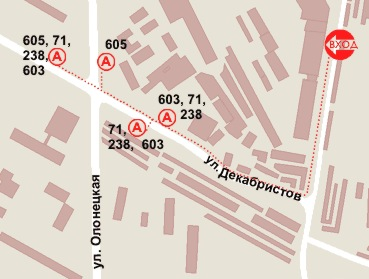 605, 71,
238,
603
А
605
А
ВХОД
603, 71,
238
А
71,
238, 603
А
ул. Декабристов
ул. Олонецкая